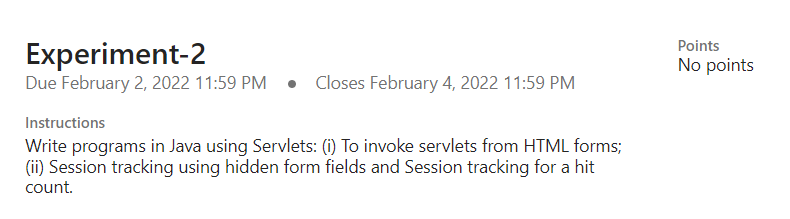 Experiment-2
Points
No points
Due February 2, 2022 11:59 PM ● Closes February 4, 2022 11:59 PM
Instructions
Write programs in Java using Servlets: (i) To invoke servlets from HTML forms;
(ii) Session tracking using hidden form fields and Session tracking for a hit
count.